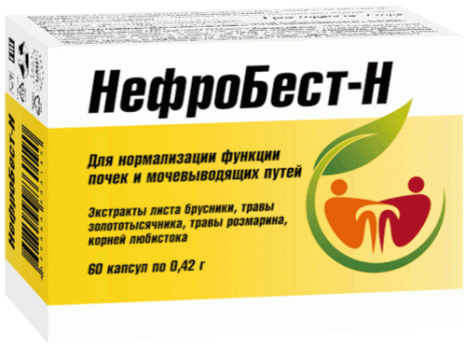 НефроБест-Н
Для нормализации функции
почек и мочевыводящих путей
Экстракты листа брусники, травы
золототысячника, травы розмарина,
корней любистока
60 капсул по 0,42 г
НефроБест-Н